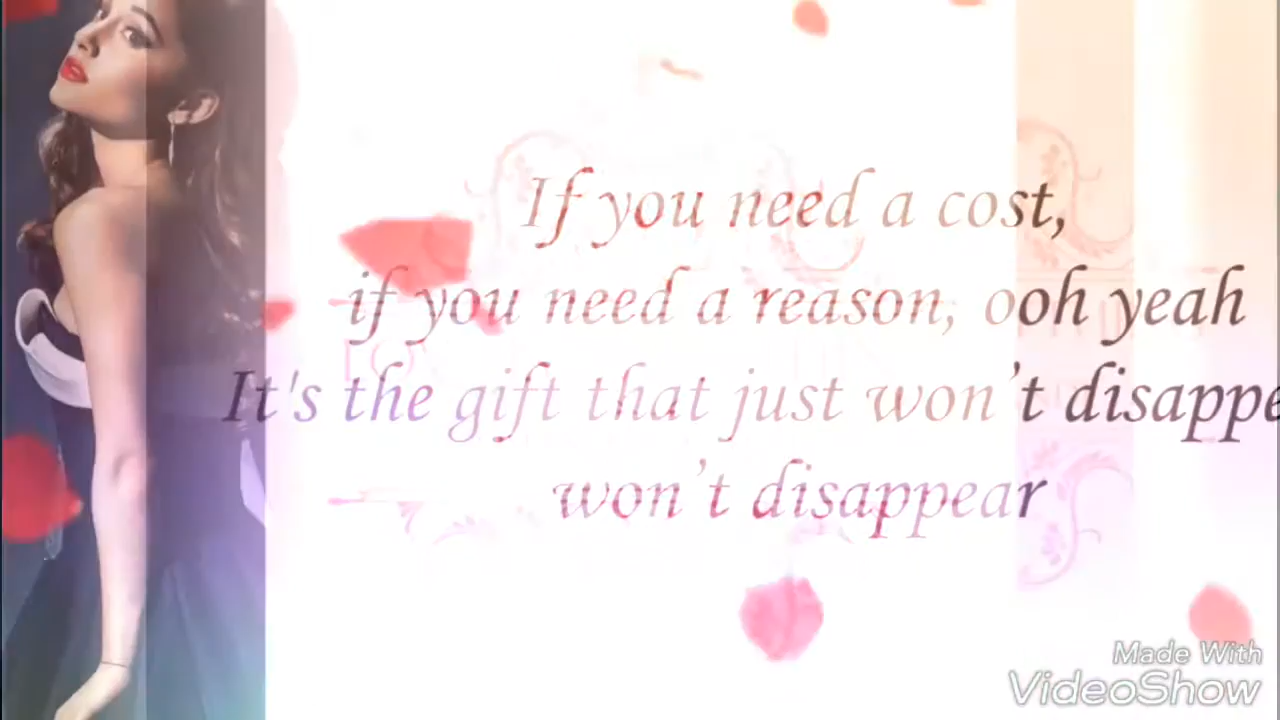 If you need a cost,
if you need a reason, ooh yeah
It's the gift that just won't disappe
won't disappear
Made With
VideoShow